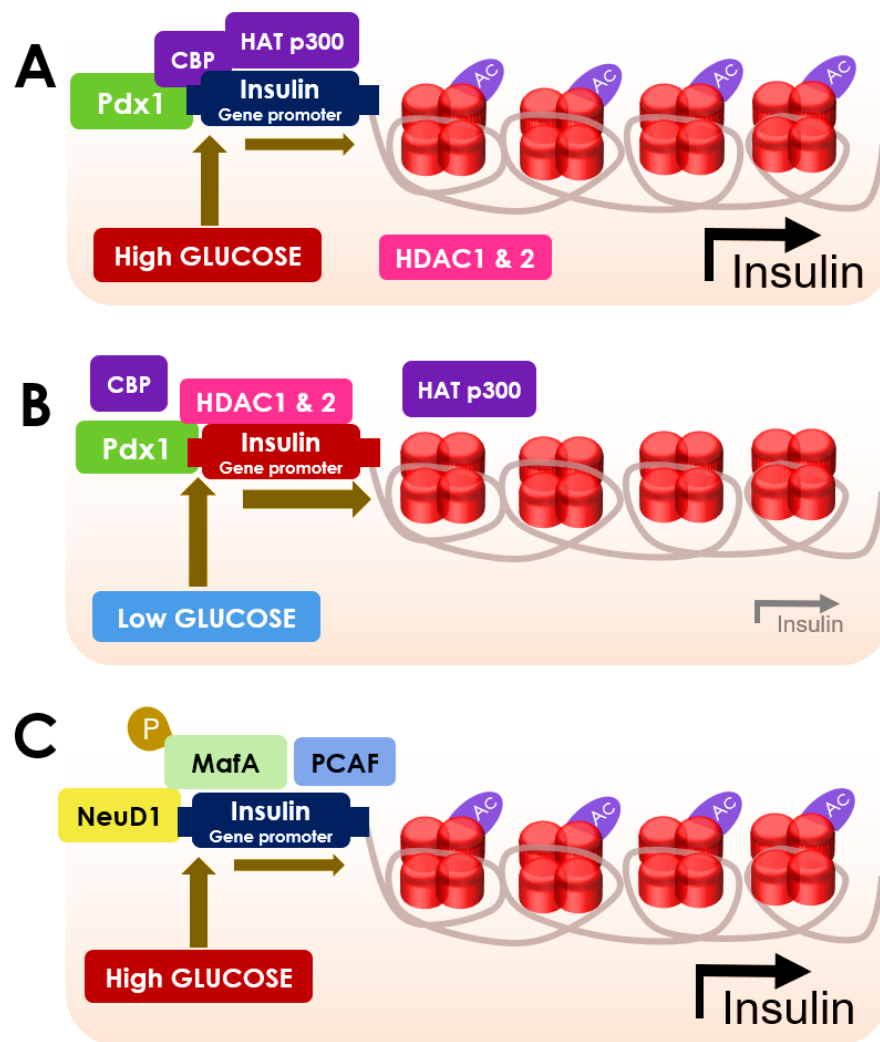 A
CBP
HAT p300
Pdx1
Insulin
Gene promoter
Ac
Ac
Ac
Ac
High GLUCOSE
HDAC1 & 2
Insulin
B
CBP
HDAC1 & 2
HAT p300
Pdx1
Insulin
Gene promoter
Low GLUCOSE
Insulin
C
P
MafA
PCAF
NeuD1
Insulin
Gene promoter
Ac
Ac
Ac
Ac
High GLUCOSE
Insulin